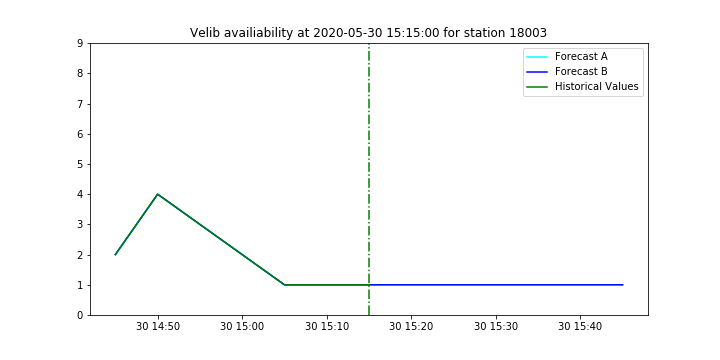 Velib availiability at 2020-05-30 15:15:00 for station 18003
Forecast A
Forecast B
Historical Values
9
8
7
6
5
4
3
2
1
0
30 14:50 30 15:00 30 15:10 30 15:20 30 15:30 30 15:40